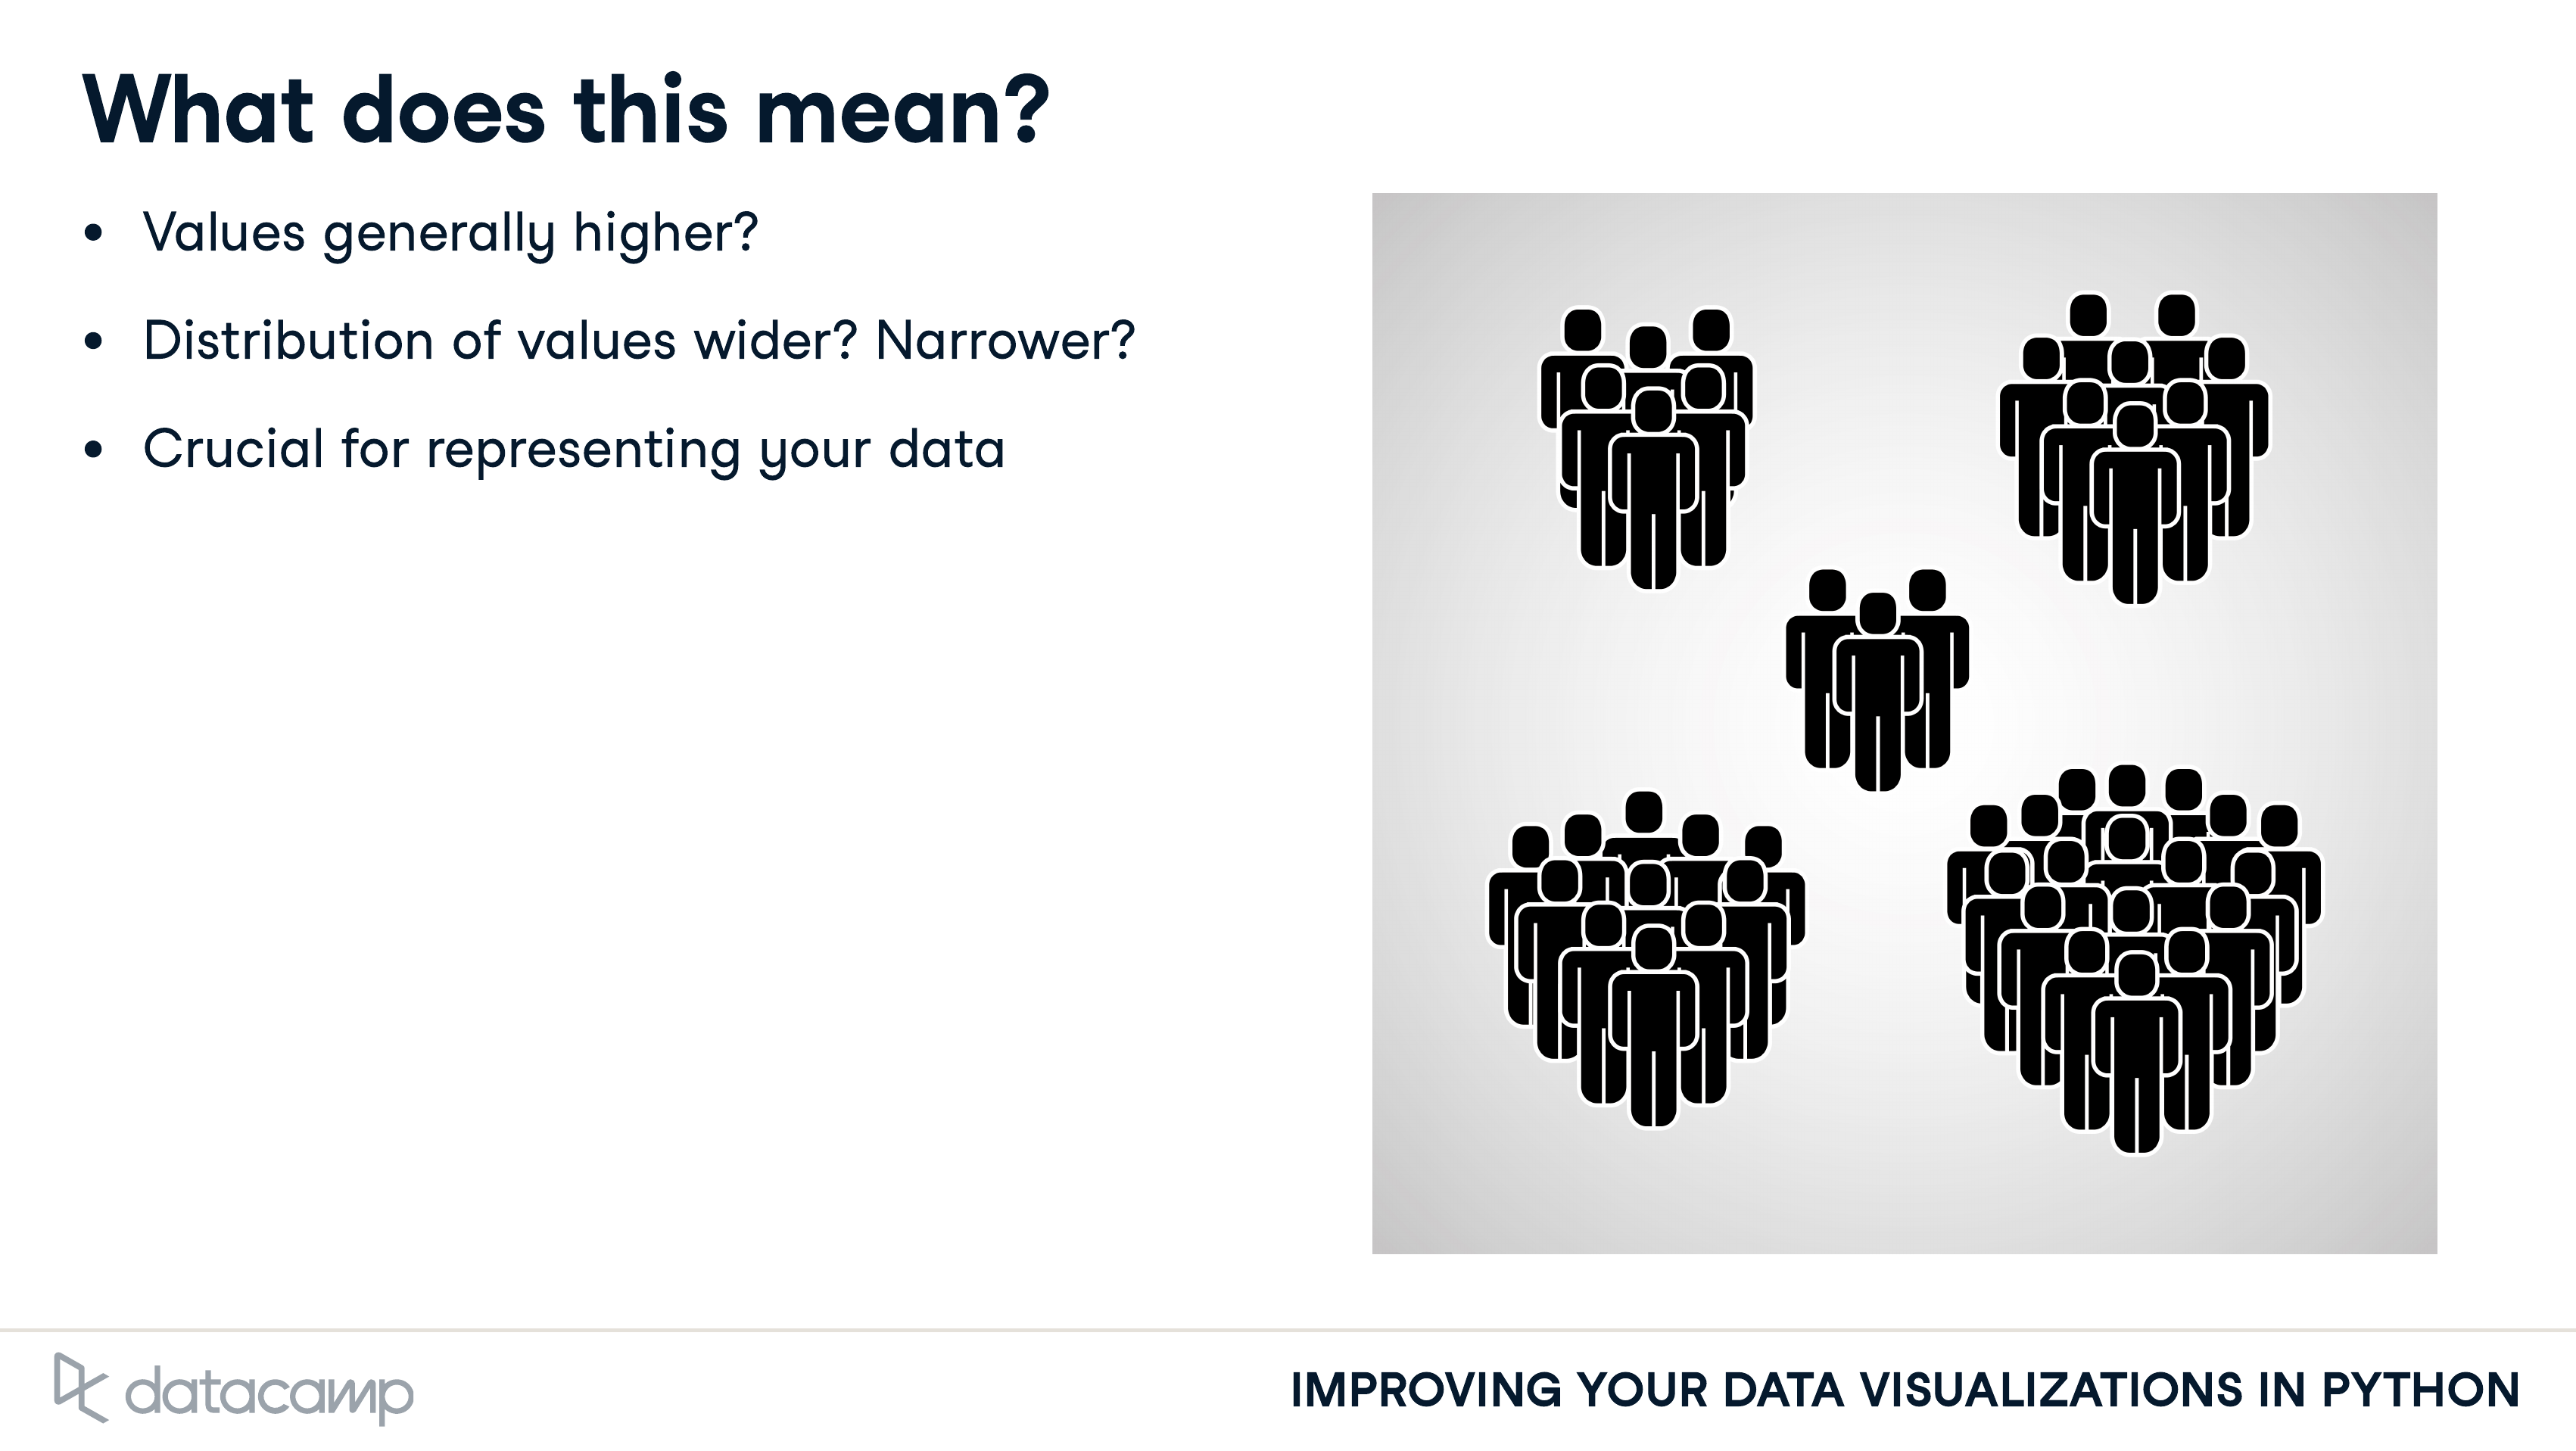 What does this mean?
• Values generally higher?
• Distribution of values wider? Narrower?
• Crucial for representing your data
datacamp
IMPROVING YOUR DATA VISUALIZATIONS IN PYTHON